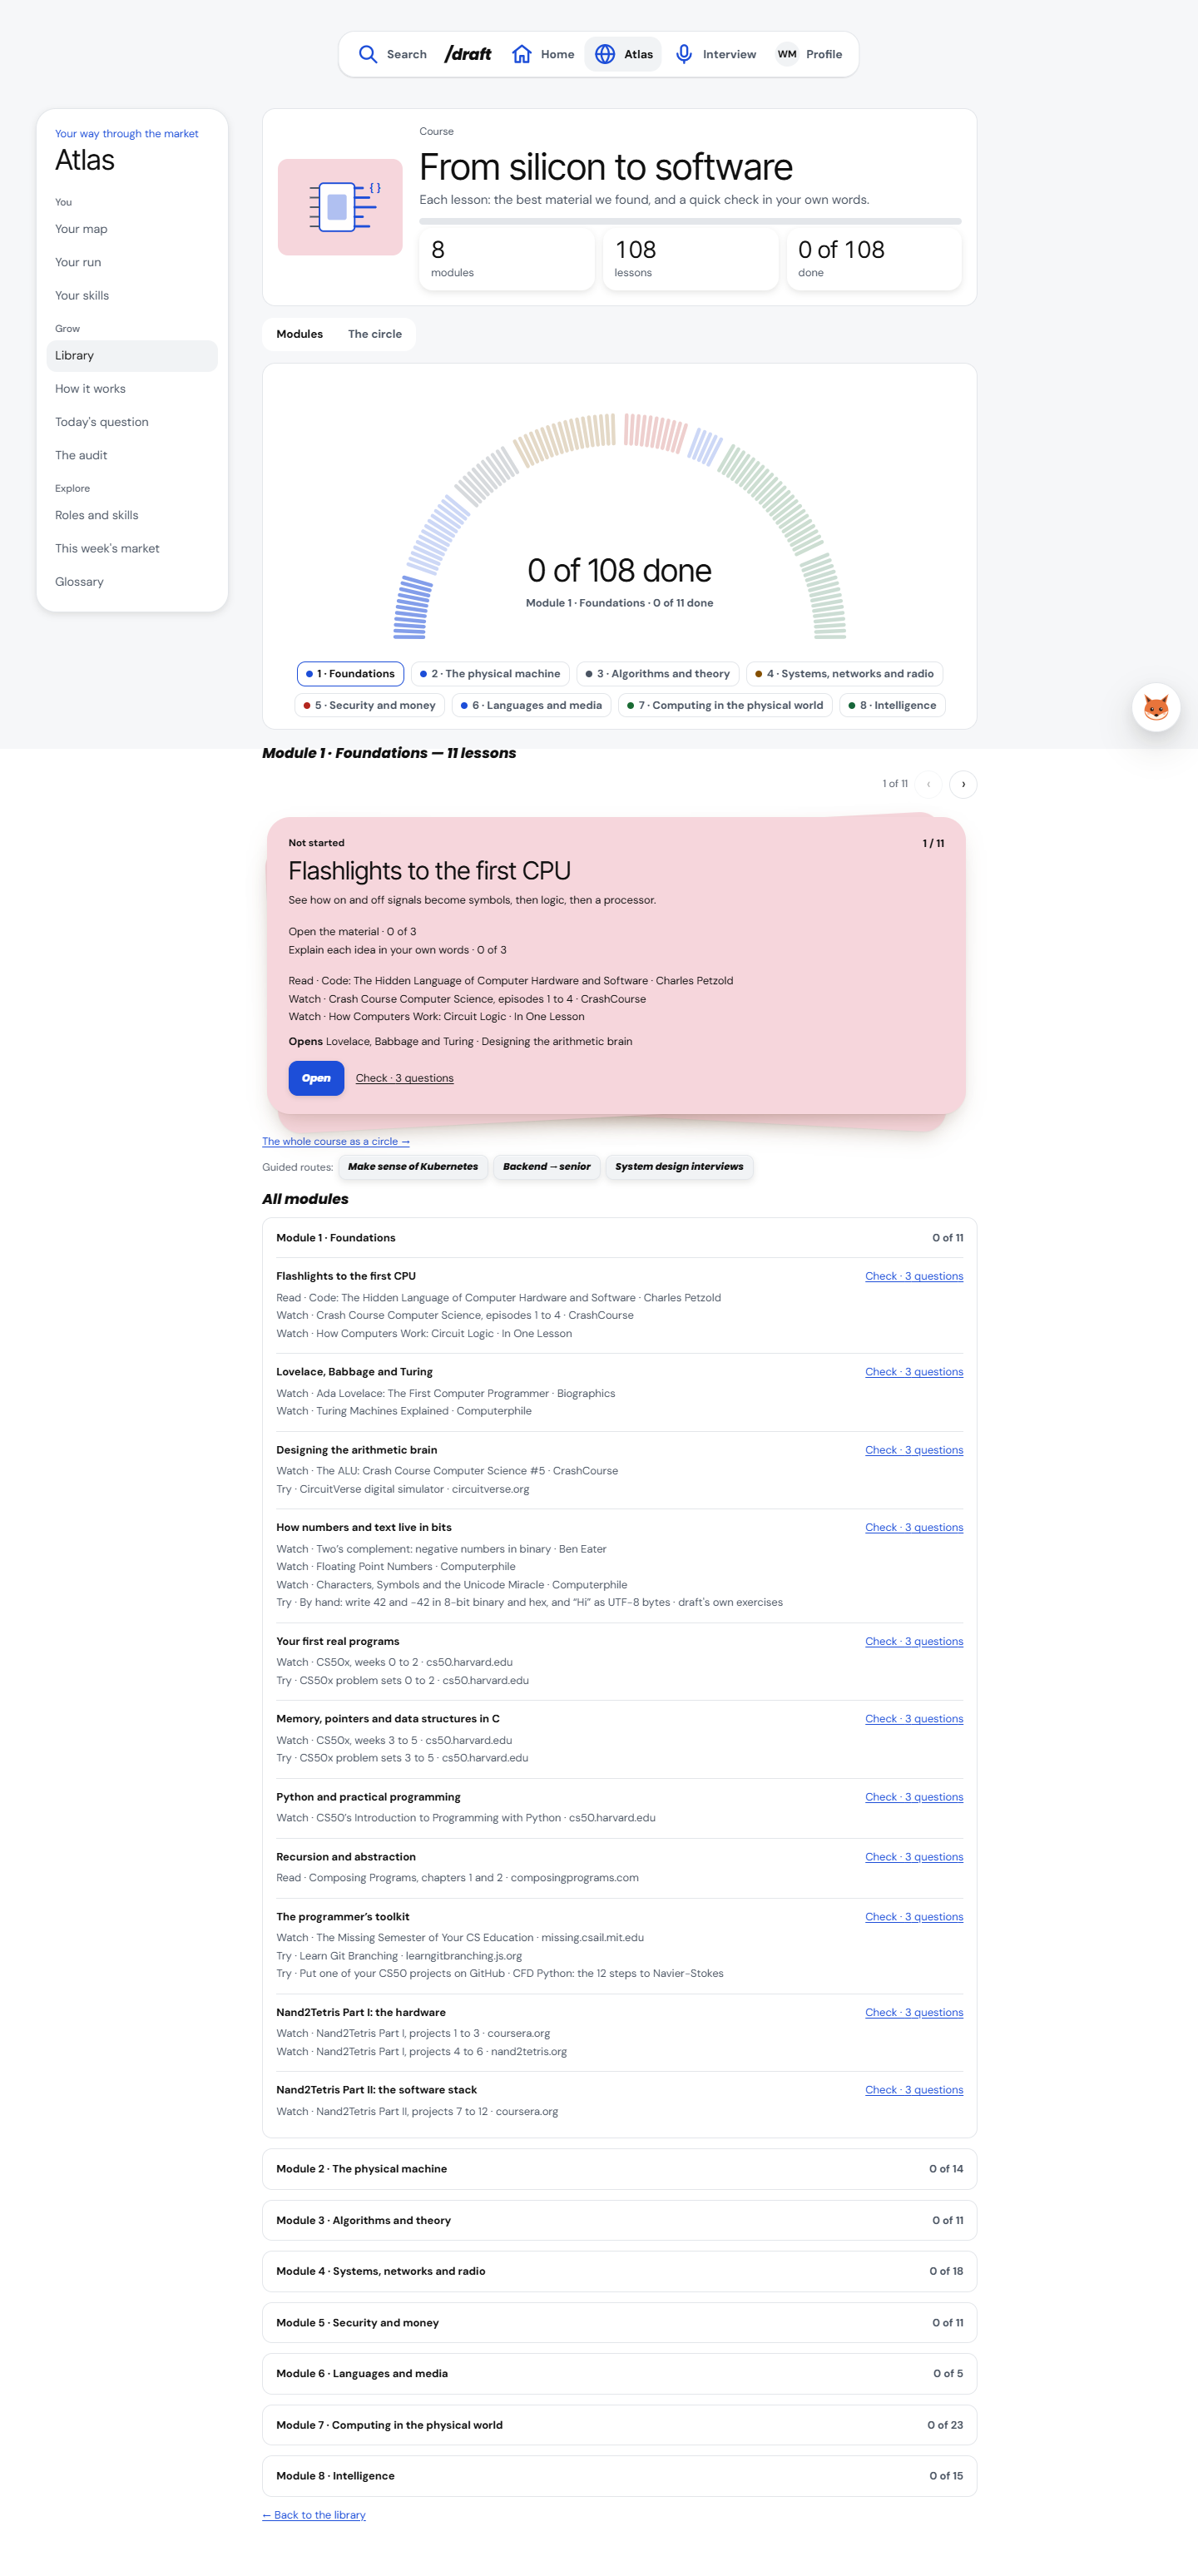 Search
/draft
Home
Atlas
Interview
WM
Profile
Your way through the market
Atlas
You
Your map
Your run
Your skills
Grow
Library
How it works
Today's question
The audit
Explore
Roles and skills
This week's market
Glossary
Course
From silicon to software
Each lesson: the best material we found, and a quick check in your own words.
8
modules
108
lessons
0 of 108
done
{ }
Modules
The circle
0 of 108 done
Module 1 · Foundations · 0 of 11 done
1 · Foundations
2 · The physical machine
3 · Algorithms and theory
4 · Systems, networks and radio
5 · Security and money
6 · Languages and media
7 · Computing in the physical world
8 · Intelligence
Module 1 · Foundations — 11 lessons
1 of 11 ‹ ›
Not started
1 / 11
Flashlights to the first CPU
See how on and off signals become symbols, then logic, then a processor.
Open the material · 0 of 3
Explain each idea in your own words · 0 of 3
Read · Code: The Hidden Language of Computer Hardware and Software · Charles Petzold
Watch · Crash Course Computer Science, episodes 1 to 4 · CrashCourse
Watch · How Computers Work: Circuit Logic · In One Lesson
Opens Lovelace, Babbage and Turing · Designing the arithmetic brain
Open
Check · 3 questions
The whole course as a circle →
Guided routes:
Make sense of Kubernetes
Backend → senior
System design interviews
All modules
Module 1 · Foundations
0 of 11
Flashlights to the first CPU
Check · 3 questions
Read · Code: The Hidden Language of Computer Hardware and Software · Charles Petzold
Watch · Crash Course Computer Science, episodes 1 to 4 · CrashCourse
Watch · How Computers Work: Circuit Logic · In One Lesson
Lovelace, Babbage and Turing
Check · 3 questions
Watch · Ada Lovelace: The First Computer Programmer · Biographics
Watch · Turing Machines Explained · Computerphile
Designing the arithmetic brain
Check · 3 questions
Watch · The ALU: Crash Course Computer Science #5 · CrashCourse
Try · CircuitVerse digital simulator · circuitverse.org
How numbers and text live in bits
Check · 3 questions
Watch · Two's complement: negative numbers in binary · Ben Eater
Watch · Floating Point Numbers · Computerphile
Watch · Characters, Symbols and the Unicode Miracle · Computerphile
Try · By hand: write 42 and -42 in 8-bit binary and hex, and “Hi” as UTF-8 bytes · draft's own exercises
Your first real programs
Check · 3 questions
Watch · CS50x, weeks 0 to 2 · cs50.harvard.edu
Try · CS50x problem sets 0 to 2 · cs50.harvard.edu
Memory, pointers and data structures in C
Check · 3 questions
Watch · CS50x, weeks 3 to 5 · cs50.harvard.edu
Try · CS50x problem sets 3 to 5 · cs50.harvard.edu
Python and practical programming
Check · 3 questions
Watch · CS50's Introduction to Programming with Python · cs50.harvard.edu
Recursion and abstraction
Check · 3 questions
Read · Composing Programs, chapters 1 and 2 · composingprograms.com
The programmer's toolkit
Check · 3 questions
Watch · The Missing Semester of Your CS Education · missing.csail.mit.edu
Try · Learn Git Branching · learngitbranching.js.org
Try · Put one of your CS50 projects on GitHub · CFD Python: the 12 steps to Navier-Stokes
Nand2Tetris Part I: the hardware
Check · 3 questions
Watch · Nand2Tetris Part I, projects 1 to 3 · coursera.org
Watch · Nand2Tetris Part I, projects 4 to 6 · nand2tetris.org
Nand2Tetris Part II: the software stack
Check · 3 questions
Watch · Nand2Tetris Part II, projects 7 to 12 · coursera.org
Module 2 · The physical machine
0 of 14
Module 3 · Algorithms and theory
0 of 11
Module 4 · Systems, networks and radio
0 of 18
Module 5 · Security and money
0 of 11
Module 6 · Languages and media
0 of 5
Module 7 · Computing in the physical world
0 of 23
Module 8 · Intelligence
0 of 15
← Back to the library